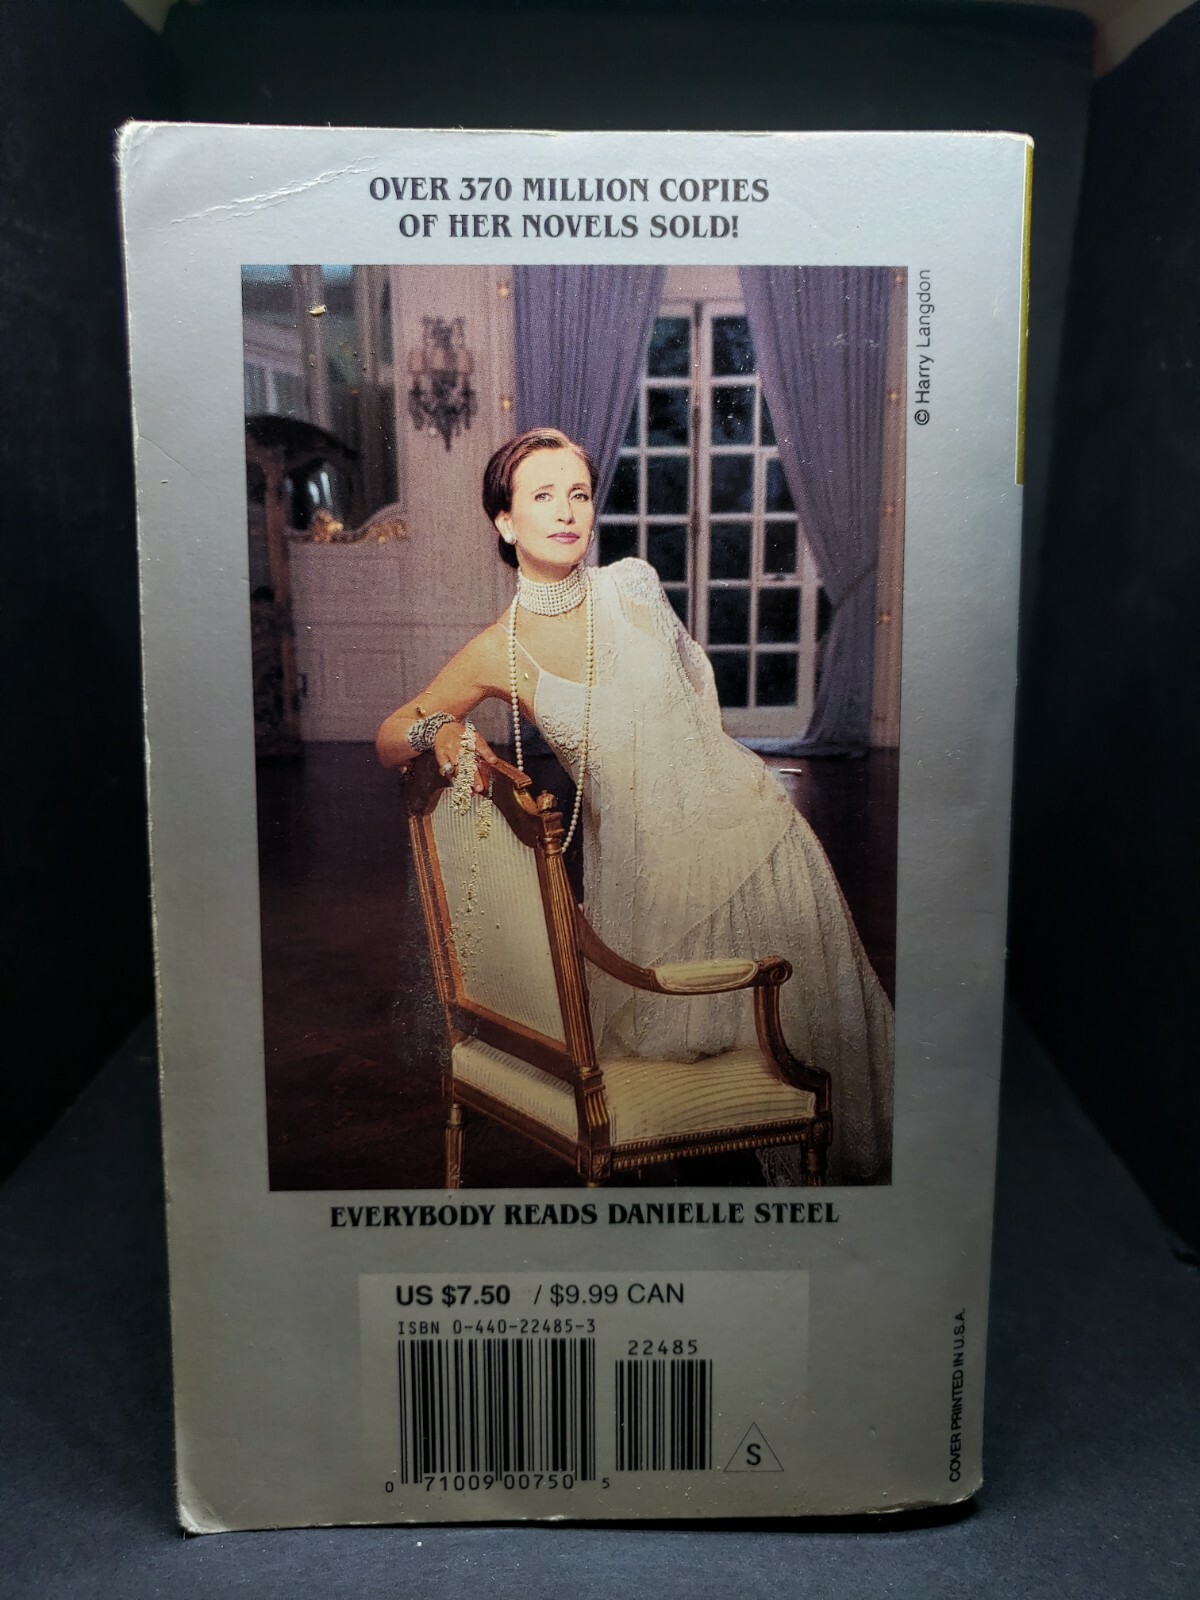 OVER 370 MILLION COPIES
OF HER NOVELS SOLD!
© Harry Langdon
EVERYBODY READS DANIELLE STEEL
US $7.50 / $9.99 CAN
ISBN 0-440-22485-3
22485
0 71009 00750 5
S
COVER PRINTED IN U.S.A.